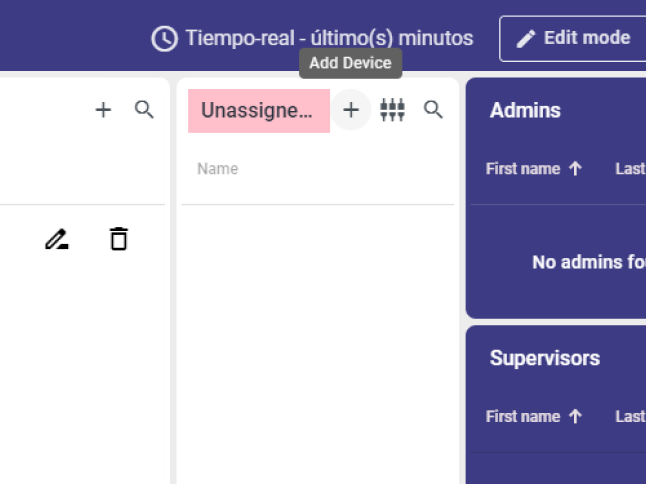 Tiempo-real - último(s) minutos
Edit mode
Add Device
Unassigne...
Admins
Name
First name
Last
No admins fo
Supervisors
First name
Last